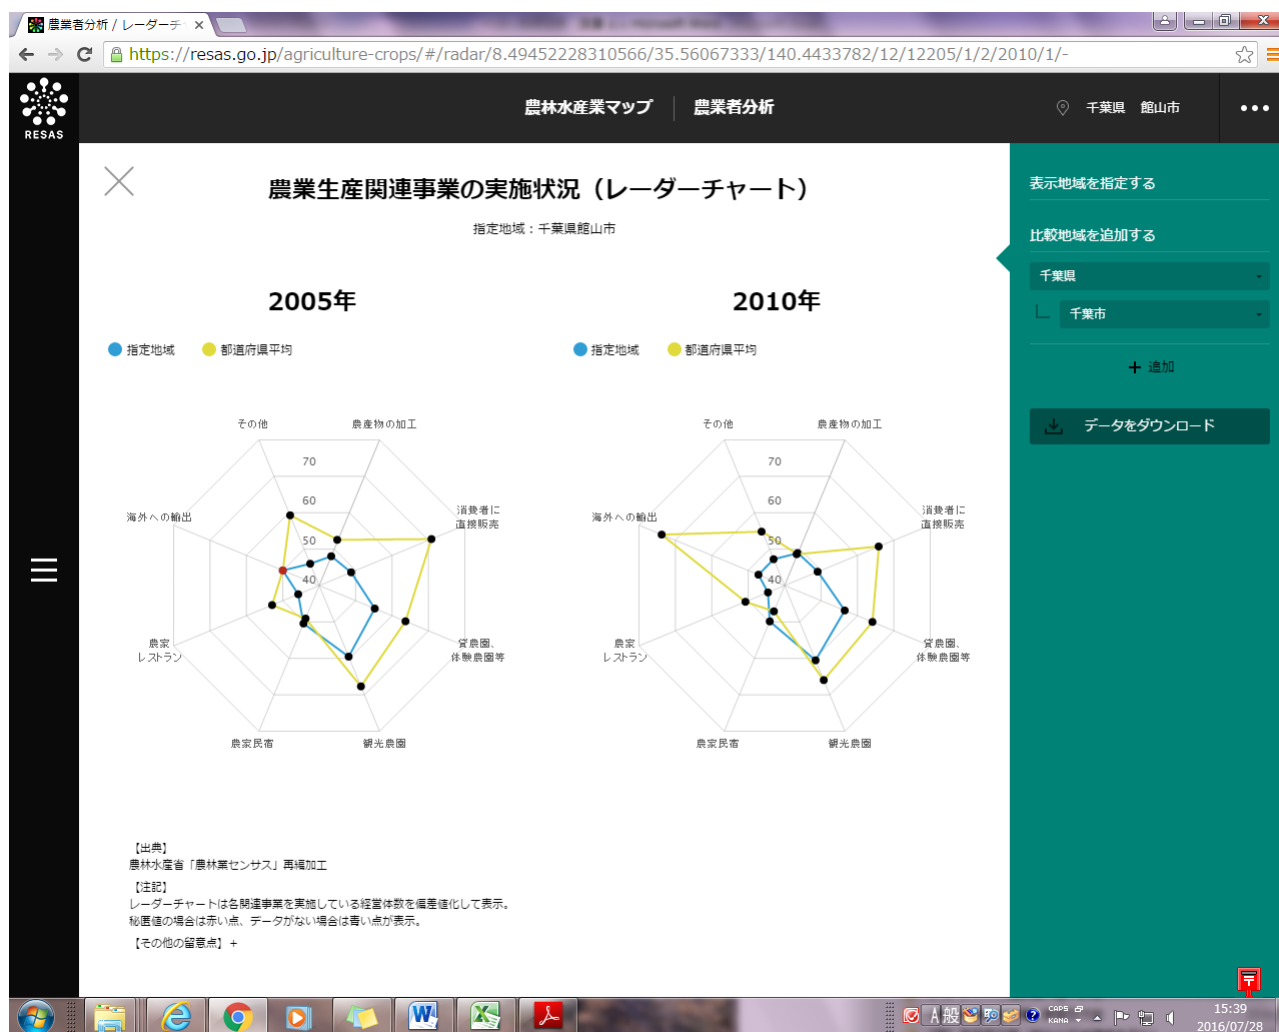 農業者分析 / レーダーチ
https://resas.go.jp/agriculture-crops/#/radar/8.49452228310566/35.56067333/140.4433782/12/12205/1/2/2010/1/-
RESAS
農林水産業マップ
農業者分析
千葉県 館山市
農業生産関連事業の実施状況（レーダーチャート）
指定地域：千葉県館山市
2005年
指定地域
都道府県平均
その他
農産物の加工
消費者に
直接販売
貸農園、
体験農園等
観光農園
農家民宿
農家
レストラン
海外への輸出
70
60
50
40
2010年
指定地域
都道府県平均
その他
農産物の加工
消費者に
直接販売
貸農園、
体験農園等
観光農園
農家民宿
農家
レストラン
海外への輸出
70
60
50
40
【出典】
農林水産省「農林業センサス」再編加工
【注記】
レーダーチャートは各関連事業を実施している経営体数を偏差値化して表示。
秘匿値の場合は赤い点、データがない場合は青い点が表示。
【その他の留意点】+
表示地域を指定する
比較地域を追加する
千葉県
千葉市
+ 追加
データをダウンロード
A 般
CAPS
KANA
15:39
2016/07/28